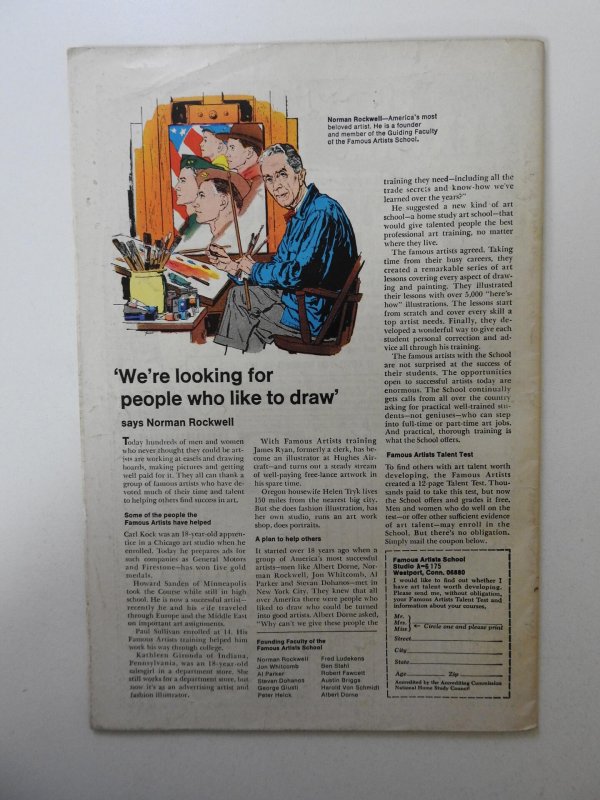 Norman Rockwell—America's most
beloved artist. He is a founder
and member of the Guiding Faculty
of the Famous Artists School.
'We're looking for
people who like to draw'
says Norman Rockwell
Today hundreds of men and women
who never thought they could be art-
ists are working at easels and drawing
boards, making pictures and getting
well paid for it. They all can thank a
group of famous artists who have de-
voted much of their time and talent
to helping others find success in art.
Some of the people the
Famous Artists have helped
Carl Kock was an 18-year-old appren-
tice in a Chicago art studio when he
enrolled. Today he prepares ads for
such companies as General Motors
and Firestone—has won five gold
medals.
Howard Sanden of Minneapolis
took the Course while still in high
school. He is now a successful artist—
recently he and his wife traveled
through Europe and the Middle East
on important art assignments.
Paul Sullivan enrolled at 14. His
Famous Artists training helped him
work his way through college.
Kathleen Gironda of Indiana,
Pennsylvania, was an 18-year-old
salesgirl in a department store. She
still works for a department store, but
now it's as an advertising artist and
fashion illustrator.
With Famous Artists training
James Ryan, formerly a clerk, has be-
come an illustrator at Hughes Air-
craft—and turns out a steady stream
of well-paying free-lance artwork in
his spare time.
Oregon housewife Helen Tryk lives
150 miles from the nearest big city.
But she does fashion illustration, has
her own studio, runs an art work
shop, does portraits.
A plan to help others
It started over 18 years ago when a
group of America's most successful
artists—men like Albert Dorne, Nor-
man Rockwell, Jon Whitcomb, Al
Parker and Stevan Dohanos—met in
New York City. They knew that all
over America there were people who
liked to draw who could be turned
into good artists. Albert Dorne asked,
"Why can't we give these people the
Founding Faculty of the
Famous Artists School
Norman Rockwell
Jon Whitcomb
Al Parker
Stevan Dohanos
George Giusti
Peter Helck
Fred Ludekens
Ben Stahl
Robert Fawcett
Austin Briggs
Harold Von Schmidt
Albert Dorne
training they need—including all the
trade secrets and know-how we've
learned over the years?"
He suggested a new kind of art
school—a home study art school—that
would give talented people the best
professional art training, no matter
where they live.
The famous artists agreed. Taking
time from their busy careers, they
created a remarkable series of art
lessons covering every aspect of draw-
ing and painting. They illustrated
their lessons with over 5,000 "here's-
how" illustrations. The lessons start
from scratch and cover every skill a
top artist needs. Finally, they de-
veloped a wonderful way to give each
student personal correction and ad-
vice all through his training.
The famous artists with the School
are not surprised at the success of
their students. The opportunities
open to successful artists today are
enormous. The School continually
gets calls from all over the country
asking for practical well-trained stu-
dents—not geniuses—who can step
into full-time or part-time art jobs.
And practical, thorough training is
what the School offers.
Famous Artists Talent Test
To find others with art talent worth
developing, the Famous Artists
created a 12-page Talent Test. Thou-
sands paid to take this test, but now
the School offers and grades it free.
Men and women who do well on the
test—or offer other sufficient evidence
of art talent—may enroll in the
School. But there's no obligation.
Simply mail the coupon below.
Famous Artists School
Studio A-6175
Westport, Conn. 06880
I would like to find out whether I
have art talent worth developing.
Please send me, without obligation,
your Famous Artists Talent Test and
information about your courses.
Mr.
Mrs.
Miss ← Circle one and please print
Street
City
State
Age Zip
Accredited by the Accrediting Commission
National Home Study Council